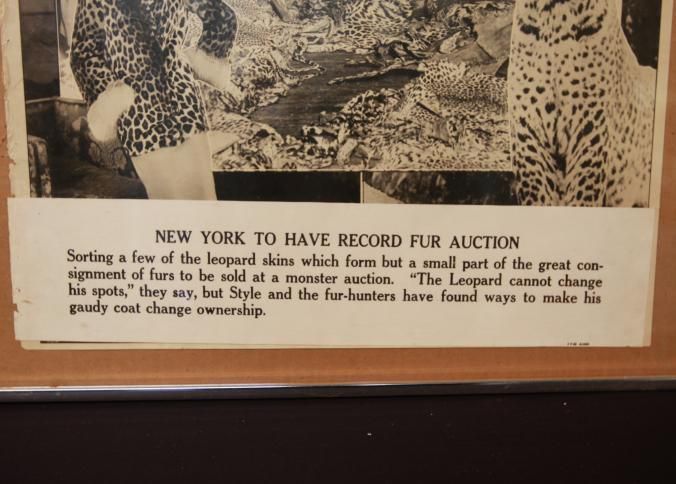 NEW YORK TO HAVE RECORD FUR AUCTION
Sorting a few of the leopard skins which form but a small part of the great con-
signment of furs to be sold at a monster auction. "The Leopard cannot change
his spots," they say, but Style and the fur-hunters have found ways to make his
gaudy coat change ownership.